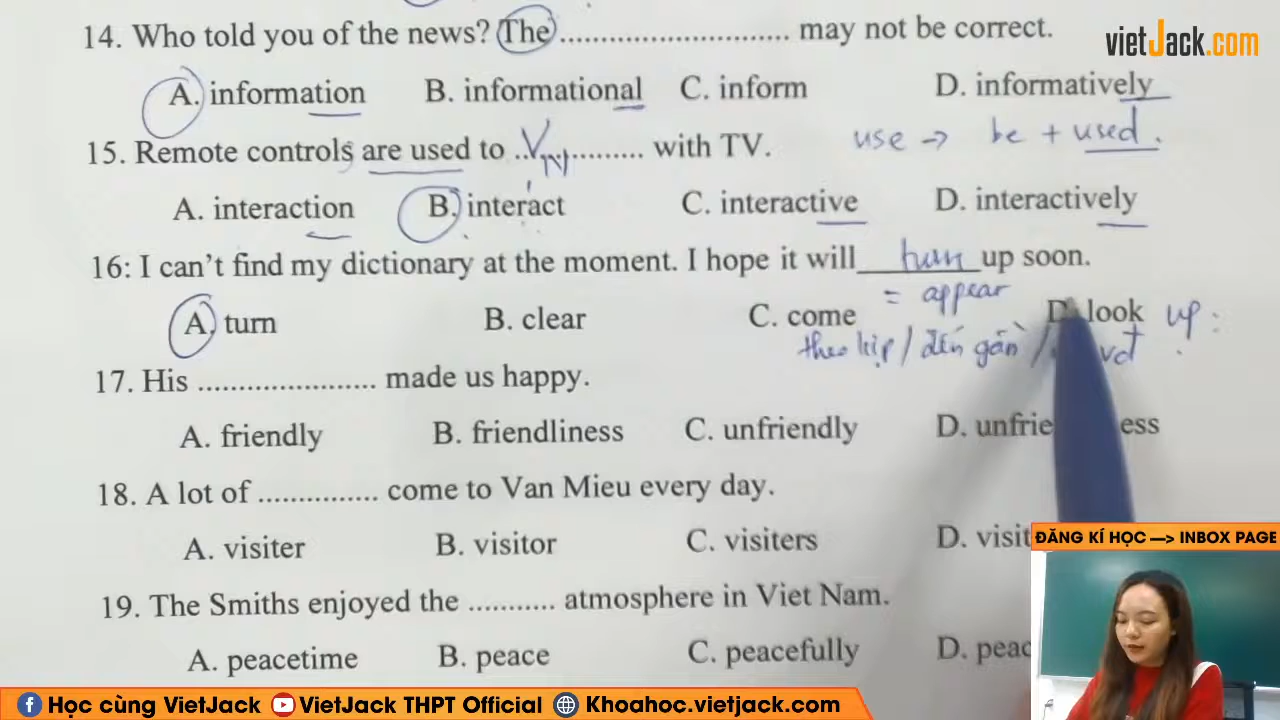 vietJack.com
14. Who told you of the news? The............................ may not be correct.
A. information B. informational C. inform D. informatively
use -> be + used.
15. Remote controls are used to ............ with TV.
A. interaction B. interact C. interactive D. interactively
16: I can't find my dictionary at the moment. I hope it will turn up soon.
= appear
A. turn B. clear C. come D look up :
theo kịp / đến gần /
17. His ...................... made us happy.
A. friendly B. friendliness C. unfriendly D. unfrie ess
18. A lot of ............... come to Van Mieu every day.
A. visiter B. visitor C. visiters D. visit
19. The Smiths enjoyed the ........... atmosphere in Viet Nam.
A. peacetime B. peace C. peacefully D. peac
ĐĂNG KÍ HỌC —> INBOX PAGE
Học cùng VietJack VietJack THPT Official Khoahoc.vietjack.com